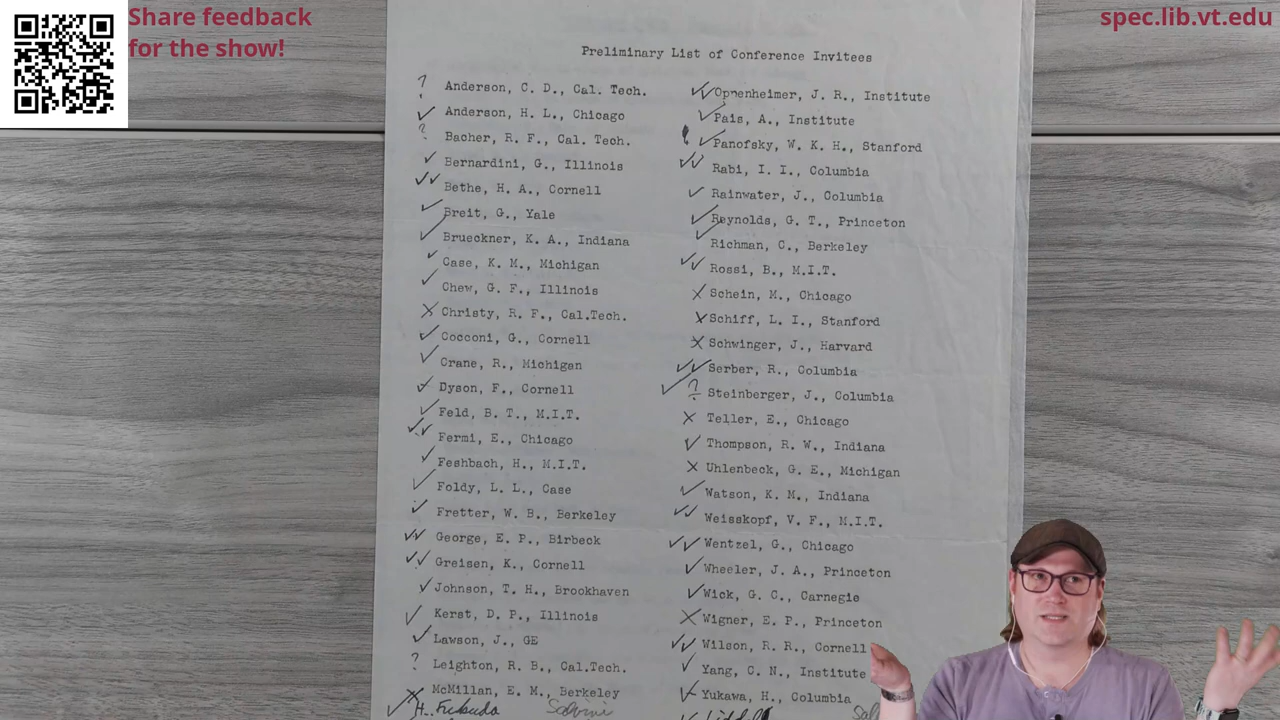 Share feedback
for the show!
spec.lib.vt.edu
Preliminary List of Conference Invitees
? Anderson, C. D., Cal. Tech.
✓ Anderson, H. L., Chicago
? Bacher, R. F., Cal. Tech.
✓ Bernardini, G., Illinois
✓✓ Bethe, H. A., Cornell
✓ Breit, G., Yale
✓ Brueckner, K. A., Indiana
✓ Case, K. M., Michigan
✓ Chew, G. F., Illinois
X Christy, R. F., Cal.Tech.
✓ Cocconi, G., Cornell
✓ Crane, R., Michigan
✓ Dyson, F., Cornell
✓ Feld, B. T., M.I.T.
✓✓ Fermi, E., Chicago
✓ Feshbach, H., M.I.T.
✓ Foldy, L. L., Case
✓ Fretter, W. B., Berkeley
✓✓ George, E. P., Birbeck
✓✓ Greisen, K., Cornell
✓ Johnson, T. H., Brookhaven
✓ Kerst, D. P., Illinois
✓ Lawson, J., GE
? Leighton, R. B., Cal.Tech.
X McMillan, E. M., Berkeley
✓ H. Fukuda Salvini
✓✓ Oppenheimer, J. R., Institute
✓ Pais, A., Institute
✓ Panofsky, W. K. H., Stanford
✓✓ Rabi, I. I., Columbia
✓ Rainwater, J., Columbia
✓ Reynolds, G. T., Princeton
✓ Richman, C., Berkeley
✓✓ Rossi, B., M.I.T.
X Schein, M., Chicago
X Schiff, L. I., Stanford
X Schwinger, J., Harvard
✓✓ Serber, R., Columbia
✓ ? Steinberger, J., Columbia
X Teller, E., Chicago
✓ Thompson, R. W., Indiana
X Uhlenbeck, G. E., Michigan
✓ Watson, K. M., Indiana
✓✓ Weisskopf, V. F., M.I.T.
✓✓ Wentzel, G., Chicago
✓ Wheeler, J. A., Princeton
✓ Wick, G. C., Carnegie
X Wigner, E. P., Princeton
✓✓ Wilson, R. R., Cornell
✓ Yang, C. N., Institute
✓ Yukawa, H., Columbia